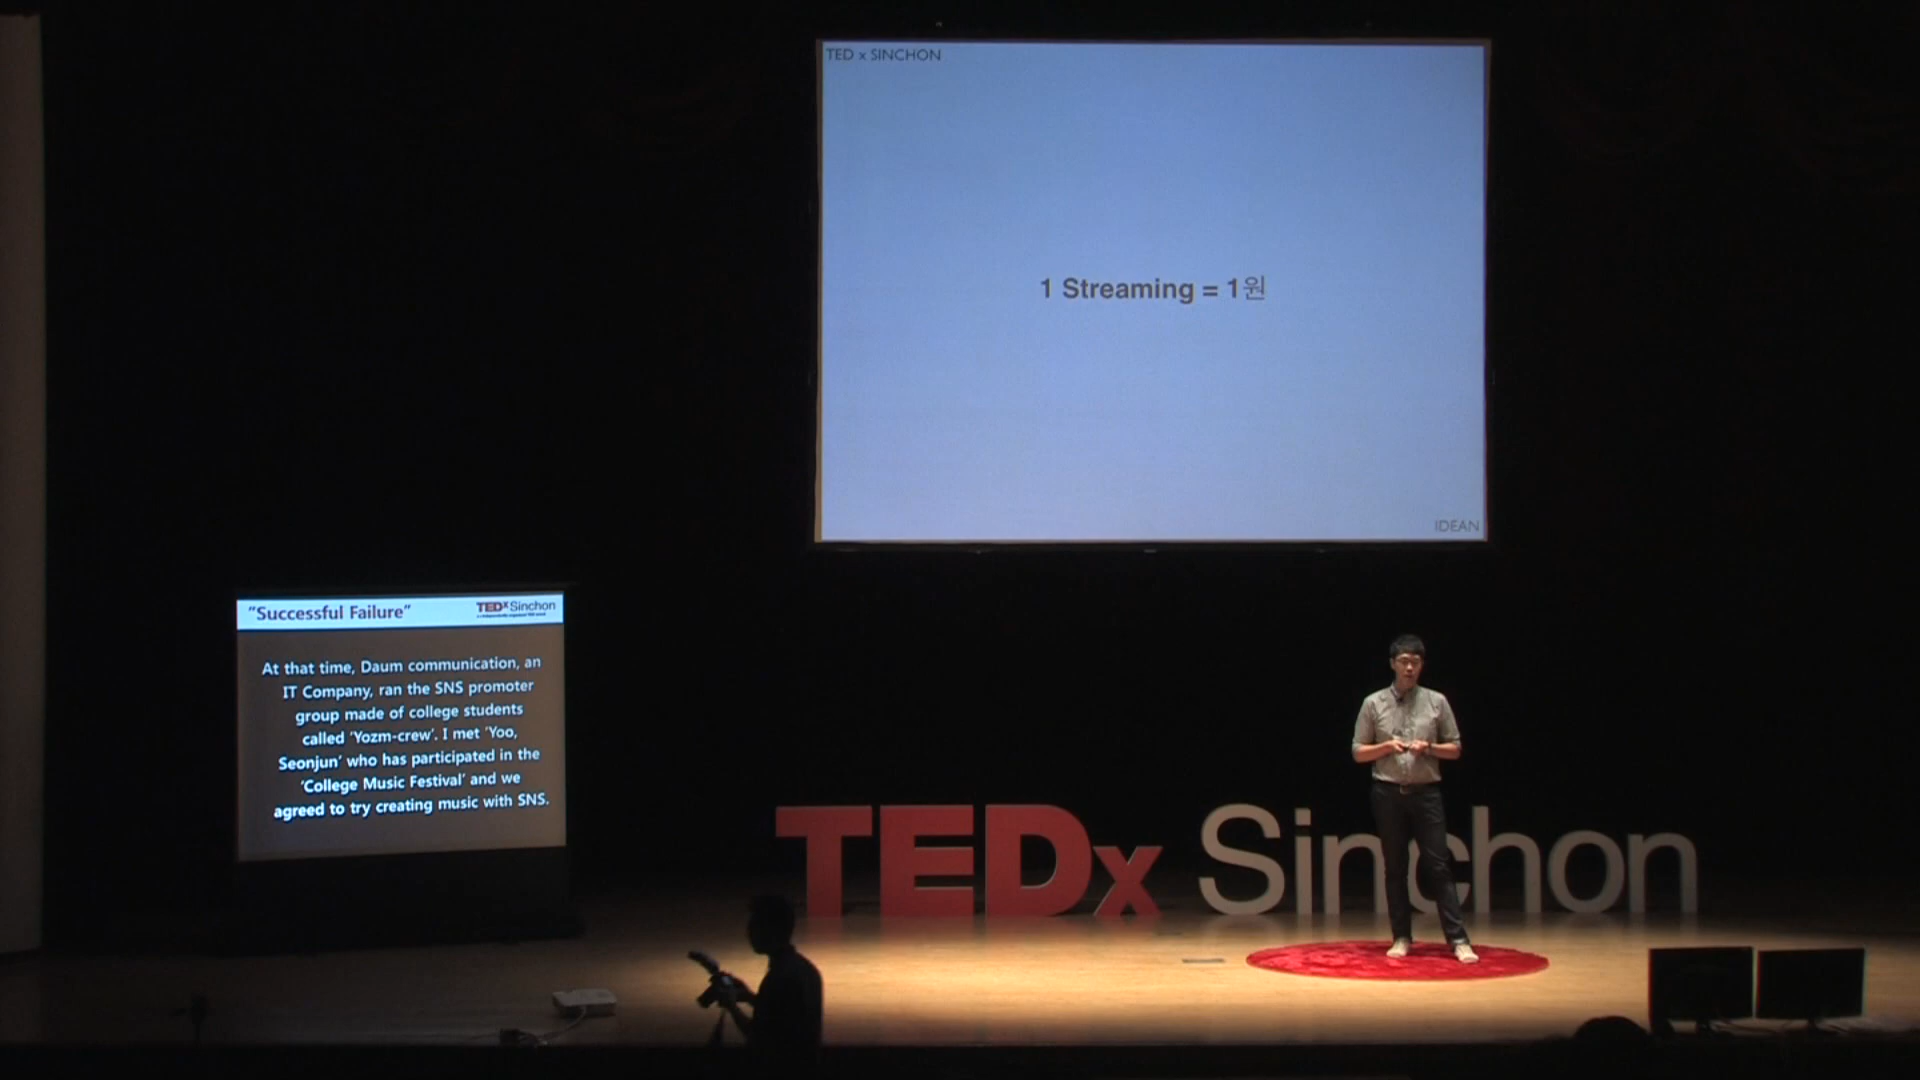 TED x SINCHON
1 Streaming = 1원
IDEAN
"Successful Failure"
TEDxSinchon
At that time, Daum communication, an
IT Company, ran the SNS promoter
group made of college students
called 'Yozm-crew'. I met 'Yoo,
Seonjun' who has participated in the
'College Music Festival' and we
agreed to try creating music with SNS.
TEDx Sinchon